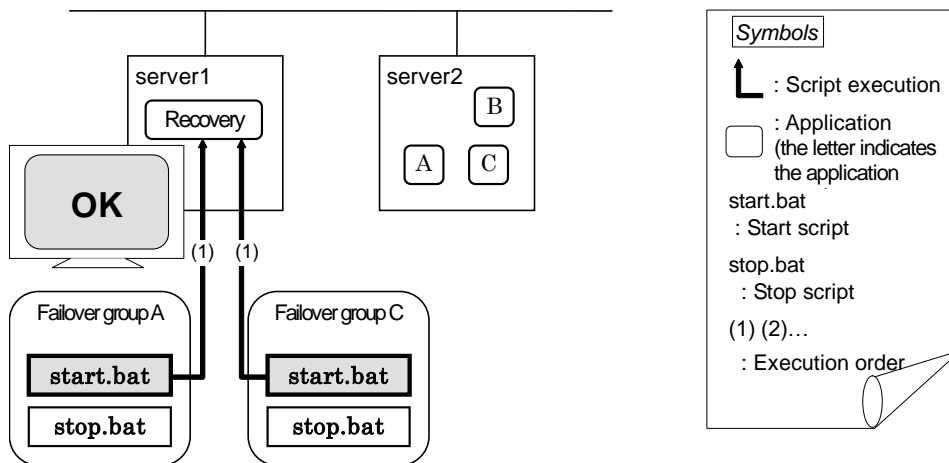 server1
Recovery
OK
server2
B
A
C
(1)
(1)
Failover group A
start.bat
stop.bat
Failover group C
start.bat
stop.bat
Symbols
: Script execution
: Application
(the letter indicates
the application
start.bat
: Start script
stop.bat
: Stop script
(1) (2)…
: Execution order